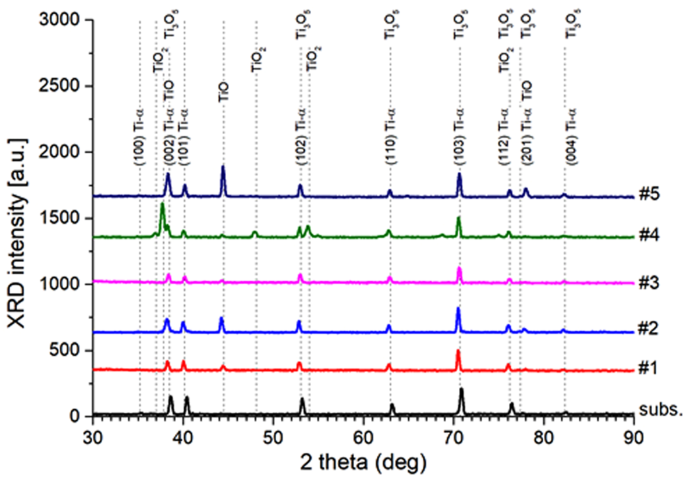 3000
2500
2000
1500
1000
500
0
XRD intensity [a.u.]
30
40
50
60
70
80
90
2 theta (deg)
(100) Ti-α
TiO₂
(002) Ti-α TiO
Ti₃O₅
(101) Ti-α
TiO
TiO₂
(102) Ti-α
Ti₃O₅
TiO₂
(110) Ti-α
Ti₃O₅
(103) Ti-α
Ti₃O₅
(112) Ti-α
TiO₂
Ti₃O₅
(201) Ti-α TiO
Ti₃O₅
(004) Ti-α
Ti₃O₅
#5
#4
#3
#2
#1
subs.